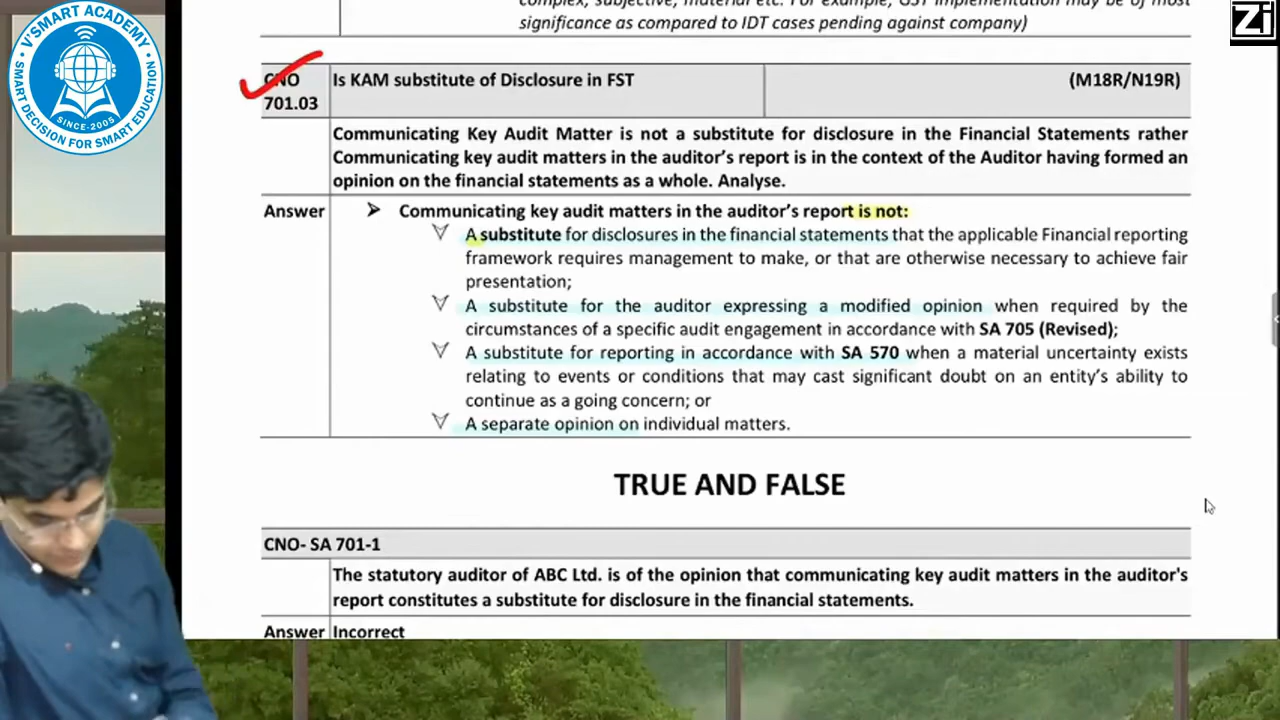 complex, subjective, material etc. For example, GST implementation may be of most
significance as compared to IDT cases pending against company)
Zi
V'SMART ACADEMY
SMART DECISION FOR SMART EDUCATION
SINCE-2005
CNO Is KAM substitute of Disclosure in FST (M18R/N19R)
701.03
Communicating Key Audit Matter is not a substitute for disclosure in the Financial Statements rather
Communicating key audit matters in the auditor's report is in the context of the Auditor having formed an
opinion on the financial statements as a whole. Analyse.
Answer ➤ Communicating key audit matters in the auditor's report is not:
A substitute for disclosures in the financial statements that the applicable Financial reporting
framework requires management to make, or that are otherwise necessary to achieve fair
presentation;
A substitute for the auditor expressing a modified opinion when required by the
circumstances of a specific audit engagement in accordance with SA 705 (Revised);
A substitute for reporting in accordance with SA 570 when a material uncertainty exists
relating to events or conditions that may cast significant doubt on an entity's ability to
continue as a going concern; or
A separate opinion on individual matters.
TRUE AND FALSE
CNO- SA 701-1
The statutory auditor of ABC Ltd. is of the opinion that communicating key audit matters in the auditor's
report constitutes a substitute for disclosure in the financial statements.
Answer Incorrect